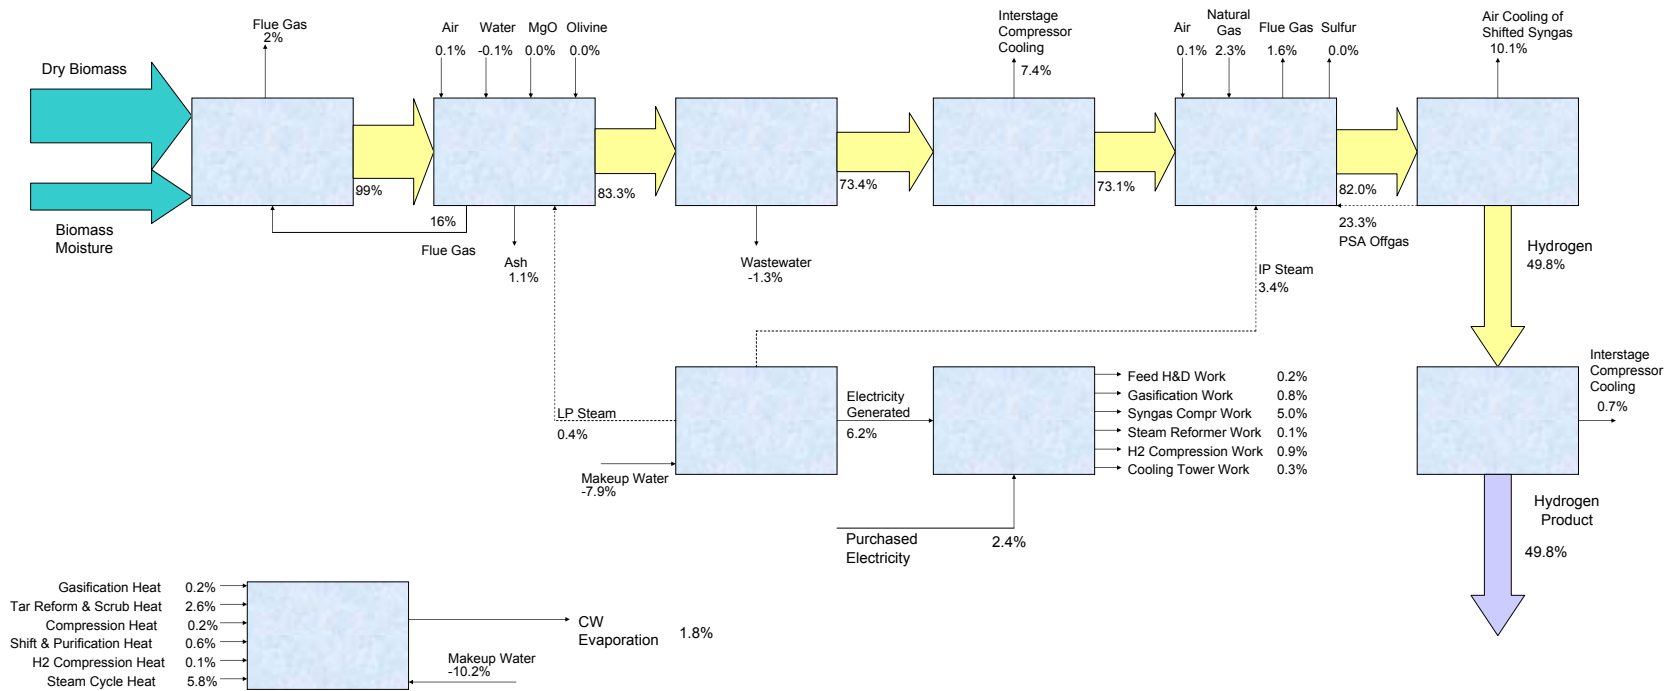 Flue Gas
2%
Air
0.1%
Water
-0.1%
MgO
0.0%
Olivine
0.0%
Interstage
Compressor
Cooling
7.4%
Air
0.1%
Natural
Gas
2.3%
Flue Gas
1.6%
Sulfur
0.0%
Air Cooling of
Shifted Syngas
10.1%
Dry Biomass
Biomass
Moisture
99%
83.3%
73.4%
73.1%
82.0%
16%
Flue Gas
Ash
1.1%
Wastewater
-1.3%
23.3%
PSA Offgas
IP Steam
3.4%
Hydrogen
49.8%
LP Steam
0.4%
Makeup Water
-7.9%
Electricity
Generated
6.2%
Feed H&D Work 0.2%
Gasification Work 0.8%
Syngas Compr Work 5.0%
Steam Reformer Work 0.1%
H2 Compression Work 0.9%
Cooling Tower Work 0.3%
Interstage
Compressor
Cooling
0.7%
Purchased
Electricity
2.4%
Hydrogen
Product
49.8%
Gasification Heat 0.2%
Tar Reform & Scrub Heat 2.6%
Compression Heat 0.2%
Shift & Purification Heat 0.6%
H2 Compression Heat 0.1%
Steam Cycle Heat 5.8%
CW
Evaporation 1.8%
Makeup Water
-10.2%